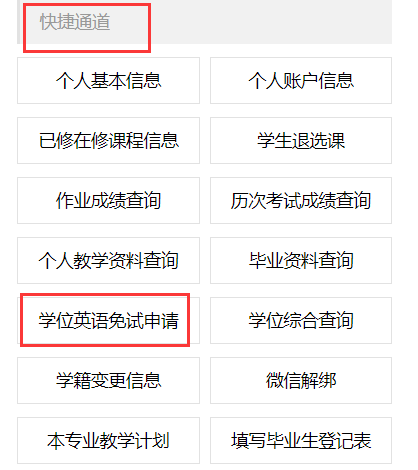 快捷通道
个人基本信息 个人账户信息
已修在修课程信息 学生退选课
作业成绩查询 历次考试成绩查询
个人教学资料查询 毕业资料查询
学位英语免试申请 学位综合查询
学籍变更信息 微信解绑
本专业教学计划 填写毕业生登记表